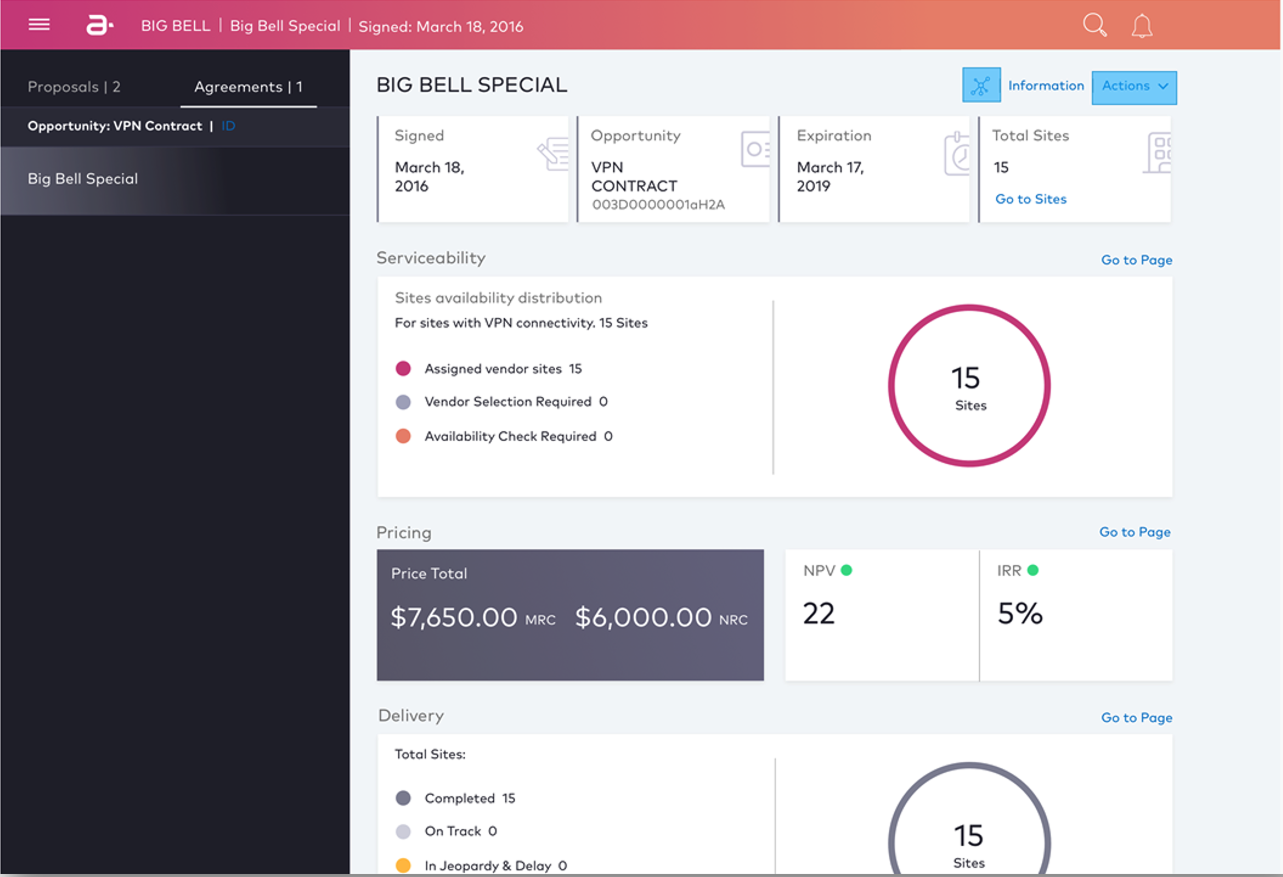 a BIG BELL | Big Bell Special | Signed: March 18, 2016
Proposals | 2 Agreements | 1
Opportunity: VPN Contract | ID
Big Bell Special
BIG BELL SPECIAL
Information Actions
Signed
March 18,
2016
Opportunity
VPN
CONTRACT
003D0000001aH2A
Expiration
March 17,
2019
Total Sites
15
Go to Sites
Serviceability
Go to Page
Sites availability distribution
For sites with VPN connectivity. 15 Sites
Assigned vendor sites 15
Vendor Selection Required 0
Availability Check Required 0
15
Sites
Pricing
Go to Page
Price Total
$7,650.00 MRC $6,000.00 NRC
NPV
22
IRR
5%
Delivery
Go to Page
Total Sites:
Completed 15
On Track 0
In Jeopardy & Delay 0
15
Sites